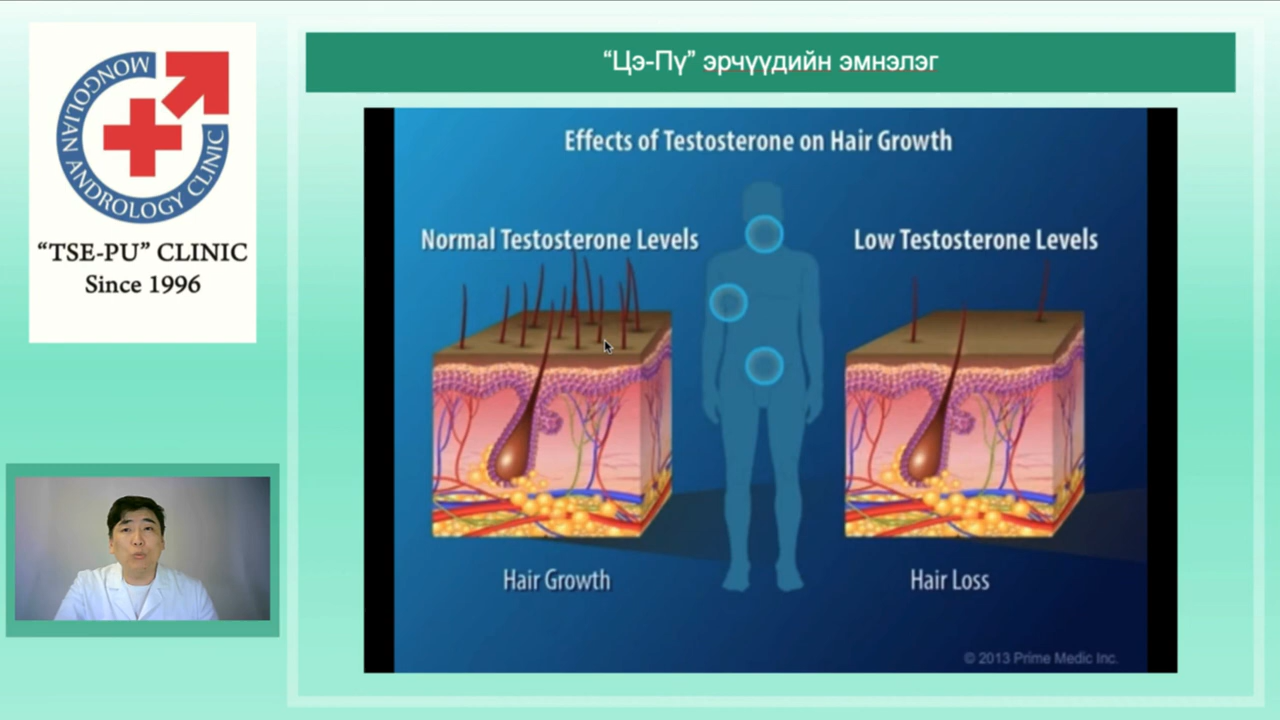 MONGOLIAN ANDROLOGY CLINIC
“TSE-PU” CLINIC
Since 1996
“Цэ-Пү” эрчүүдийн эмнэлэг
Effects of Testosterone on Hair Growth
Normal Testosterone Levels
Low Testosterone Levels
Hair Growth
Hair Loss
© 2013 Prime Medic Inc.